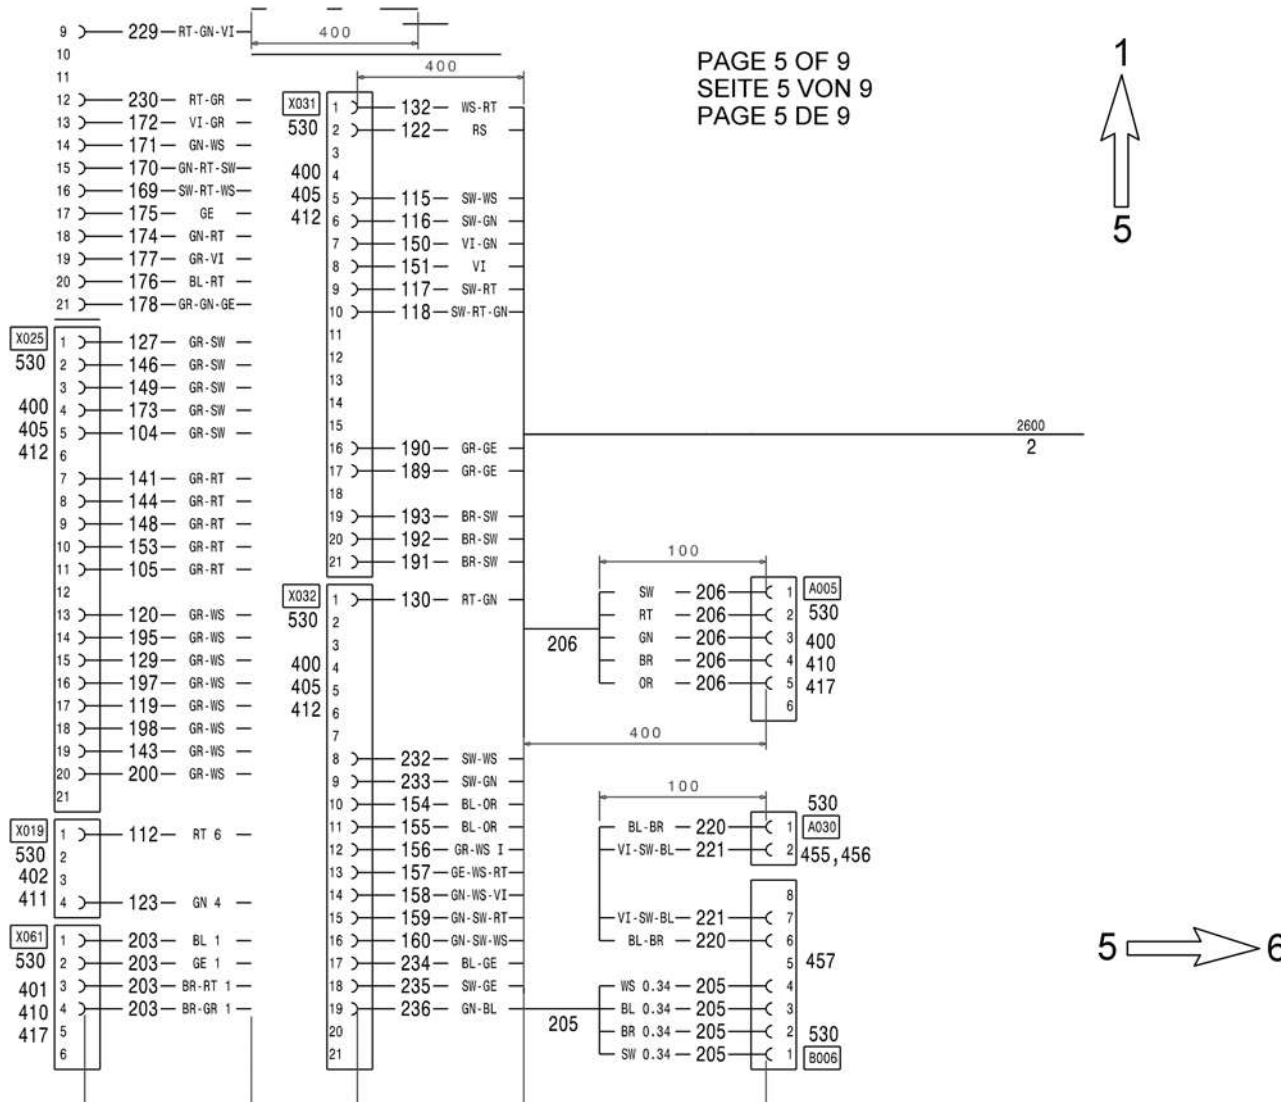 9 229 RT-GN-VI
10
11
12 230 RT-GR
13 172 VI-GR
14 171 GN-WS
15 170 GN-RT-SW
16 169 SW-RT-WS
17 175 GE
18 174 GN-RT
19 177 GR-VI
20 176 BL-RT
21 178 GR-GN-GE
X025
530
400
405
412
1 127 GR-SW
2 146 GR-SW
3 149 GR-SW
4 173 GR-SW
5 104 GR-SW
6
7 141 GR-RT
8 144 GR-RT
9 148 GR-RT
10 153 GR-RT
11 105 GR-RT
12
13 120 GR-WS
14 195 GR-WS
15 129 GR-WS
16 197 GR-WS
17 119 GR-WS
18 198 GR-WS
19 143 GR-WS
20 200 GR-WS
21
X019
530
402
411
1 112 RT 6
2
3
4 123 GN 4
X061
530
401
410
417
1 203 BL 1
2 203 GE 1
3 203 BR-RT 1
4 203 BR-GR 1
5
6
400
400
X031
530
400
405
412
1 132 WS-RT
2 122 RS
3
4
5 115 SW-WS
6 116 SW-GN
7 150 VI-GN
8 151 VI
9 117 SW-RT
10 118 SW-RT-GN
11
12
13
14
15
16 190 GR-GE
17 189 GR-GE
18
19 193 BR-SW
20 192 BR-SW
21 191 BR-SW
X032
530
400
405
412
1 130 RT-GN
2
3
4
5
6
7
8 232 SW-WS
9 233 SW-GN
10 154 BL-OR
11 155 BL-OR
12 156 GR-WS I
13 157 GE-WS-RT
14 158 GN-WS-VI
15 159 GN-SW-RT
16 160 GN-SW-WS
17 234 BL-GE
18 235 SW-GE
19 236 GN-BL
20
21
PAGE 5 OF 9
SEITE 5 VON 9
PAGE 5 DE 9
1
5
2600
2
100
206
SW 206 1
RT 206 2
GN 206 3
BR 206 4
OR 206 5
6
A005
530
400
410
417
400
100
530
BL-BR 220 1 A030
VI-SW-BL 221 2 455,456
8
VI-SW-BL 221 7
BL-BR 220 6
5 457
205
WS 0.34 205 4
BL 0.34 205 3
BR 0.34 205 2 530
SW 0.34 205 1 B006
5 6